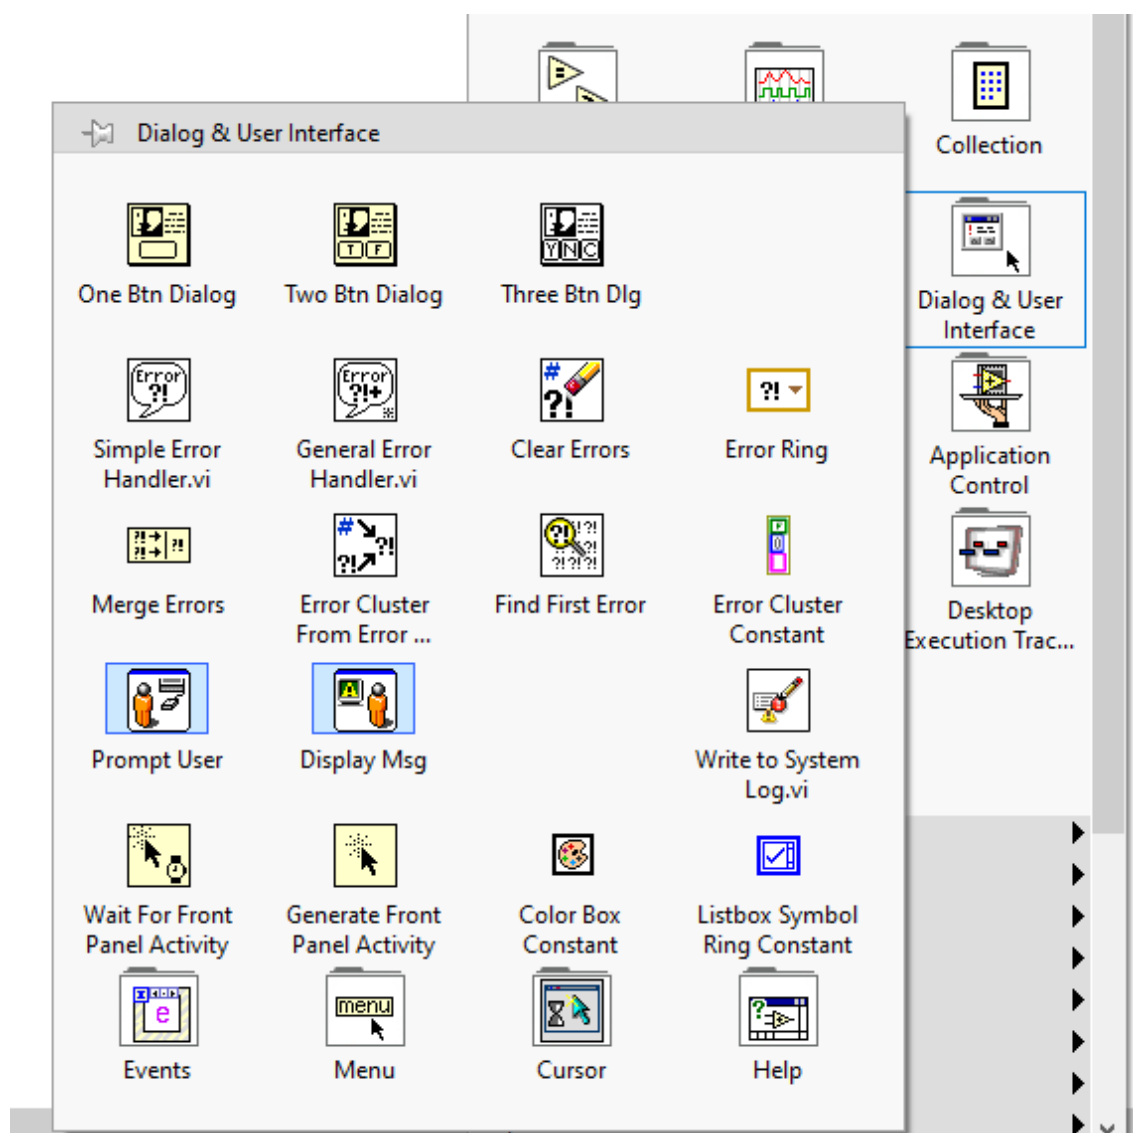 Collection
Dialog & User Interface
One Btn Dialog
Two Btn Dialog
Three Btn Dlg
Dialog & User
Interface
Simple Error
Handler.vi
General Error
Handler.vi
Clear Errors
Error Ring
Application
Control
Merge Errors
Error Cluster
From Error ...
Find First Error
Error Cluster
Constant
Desktop
Execution Trac...
Prompt User
Display Msg
Write to System
Log.vi
Wait For Front
Panel Activity
Generate Front
Panel Activity
Color Box
Constant
Listbox Symbol
Ring Constant
Events
menu
Menu
Cursor
Help
T F
Y N C
Error
?!
Error
?!+
#
?!
?!